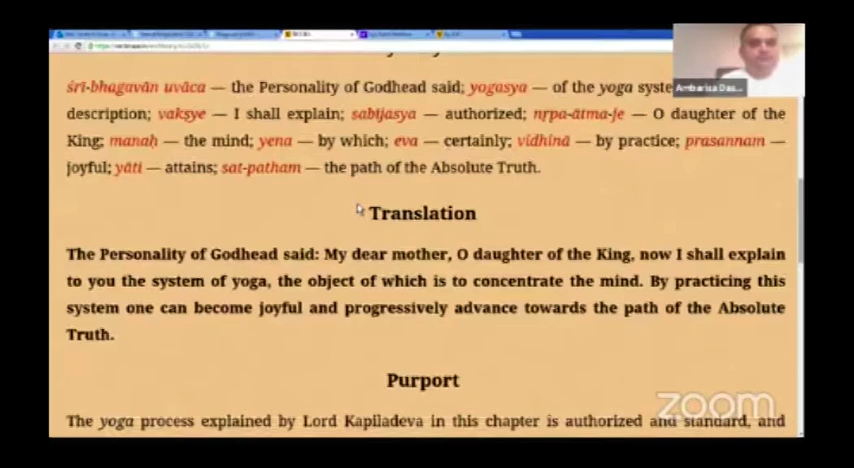 śrī-bhagavān uvāca — the Personality of Godhead said; yogasya — of the yoga syste
Ambarisa Das...
description; vakṣye — I shall explain; sabījasya — authorized; nṛpa-ātma-je — O daughter of the
King; manaḥ — the mind; yena — by which; eva — certainly; vidhinā — by practice; prasannam —
joyful; yāti — attains; sat-patham — the path of the Absolute Truth.
Translation
The Personality of Godhead said: My dear mother, O daughter of the King, now I shall explain
to you the system of yoga, the object of which is to concentrate the mind. By practicing this
system one can become joyful and progressively advance towards the path of the Absolute
Truth.
Purport
zoom
The yoga process explained by Lord Kapiladeva in this chapter is authorized and standard, and